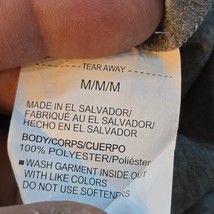 TEAR AWAY
M/M/M
MADE IN EL SALVADOR/
FABRIQUÉ AU EL SALVADOR/
HECHO EN EL SALVADOR
BODY/CORPS/CUERPO
100% POLYESTER/Poliéster
• WASH GARMENT INSIDE OUT
WITH LIKE COLORS
DO NOT USE SOFTENERS